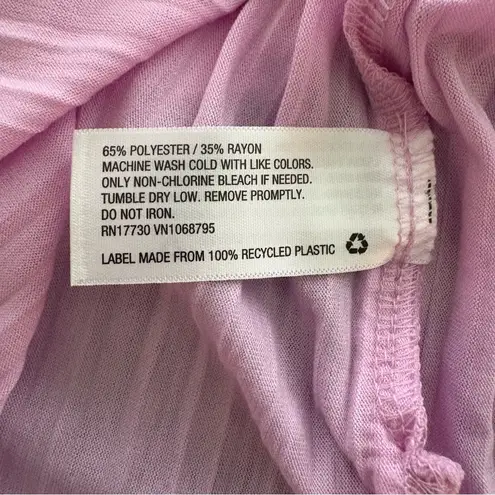 65% POLYESTER / 35% RAYON
MACHINE WASH COLD WITH LIKE COLORS.
ONLY NON-CHLORINE BLEACH IF NEEDED.
TUMBLE DRY LOW. REMOVE PROMPTLY.
DO NOT IRON.
RN17730 VN1068795
LABEL MADE FROM 100% RECYCLED PLASTIC